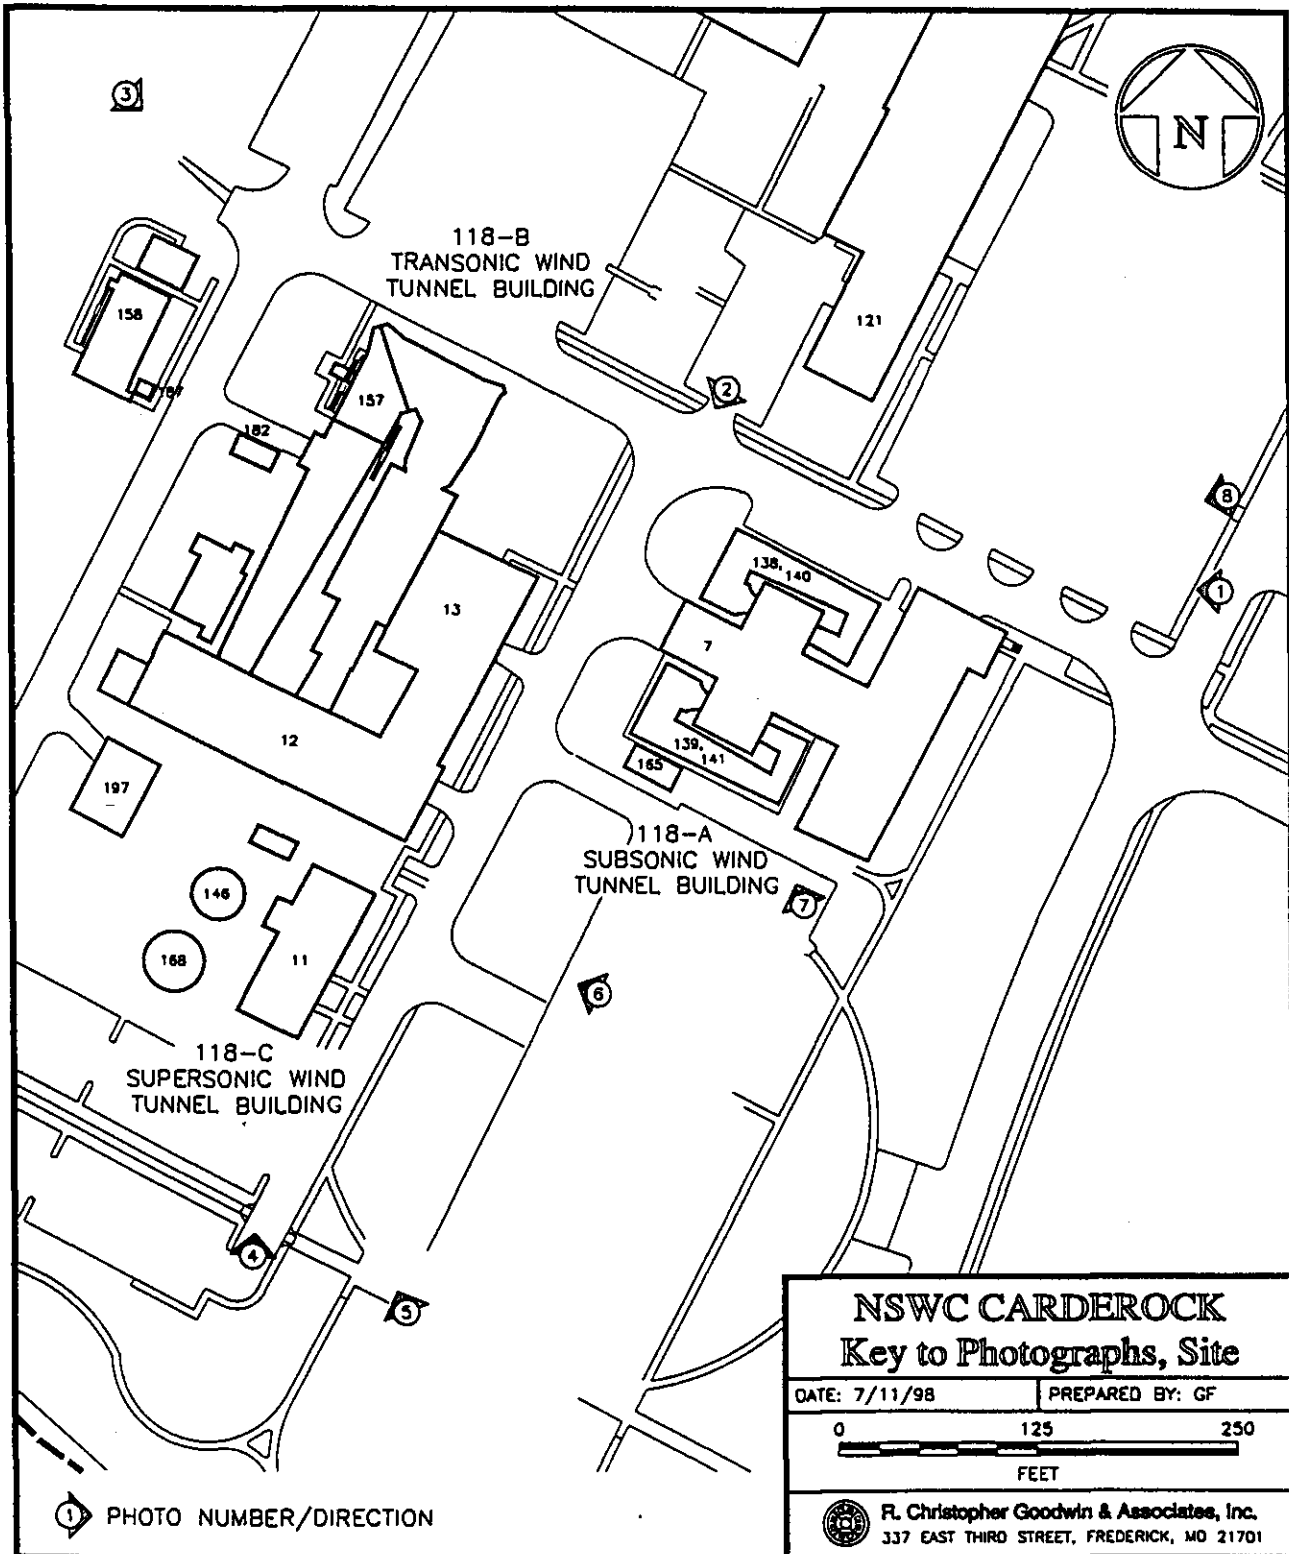 3
N
118-B
TRANSONIC WIND
TUNNEL BUILDING
158
121
157
187
2
182
8
138,
140
1
13
7
12
139,
141
165
197
118-A
SUBSONIC WIND
TUNNEL BUILDING
146
7
168
11
6
118-C
SUPERSONIC WIND
TUNNEL BUILDING
4
5
NSWC CARDEROCK
Key to Photographs, Site
DATE: 7/11/98
PREPARED BY: GF
0 125 250
FEET
1 PHOTO NUMBER/DIRECTION
R. Christopher Goodwin & Associates, Inc.
337 EAST THIRD STREET, FREDERICK, MD 21701